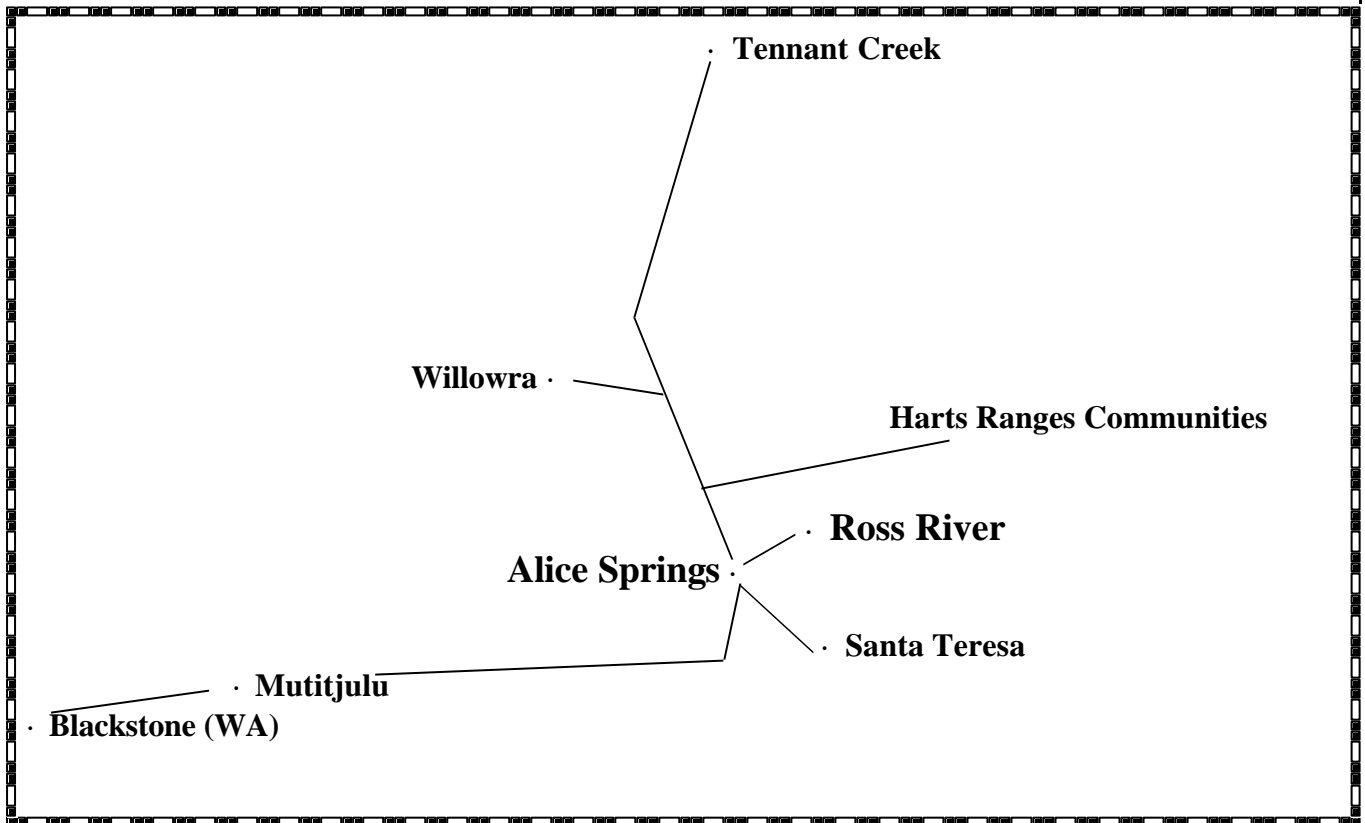 Tennant Creek
Willowra
Harts Ranges Communities
Ross River
Alice Springs
Santa Teresa
Mutitjulu
Blackstone (WA)